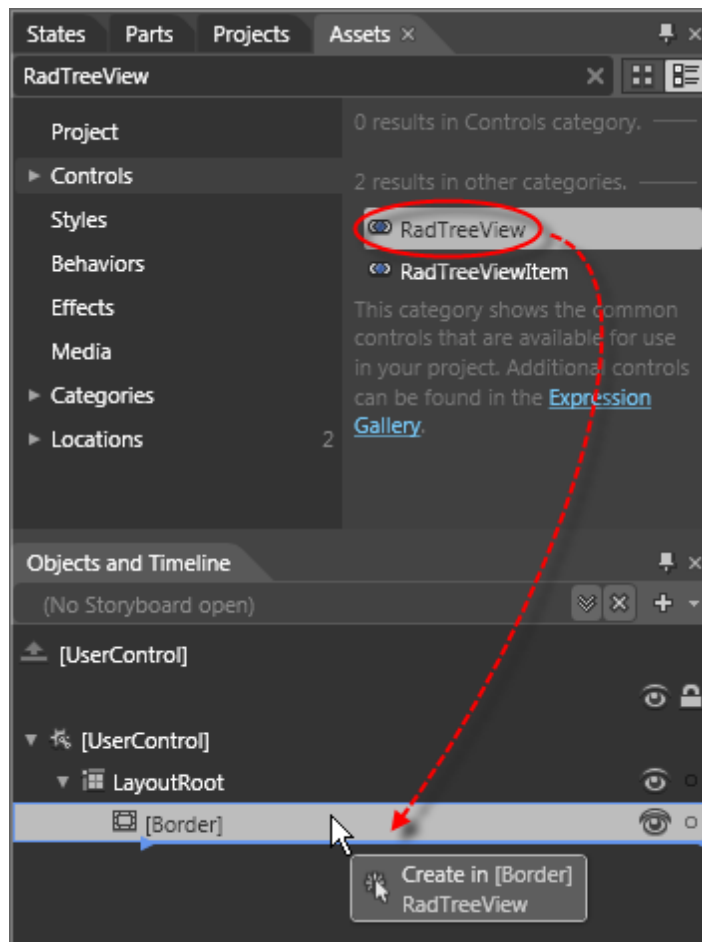 States Parts Projects Assets
RadTreeView
Project
Controls
Styles
Behaviors
Effects
Media
Categories
Locations 2
0 results in Controls category.
2 results in other categories.
RadTreeView
RadTreeViewItem
This category shows the common
controls that are available for use
in your project. Additional controls
can be found in the Expression
Gallery.
Objects and Timeline
(No Storyboard open)
[UserControl]
[UserControl]
LayoutRoot
[Border]
Create in [Border]
RadTreeView